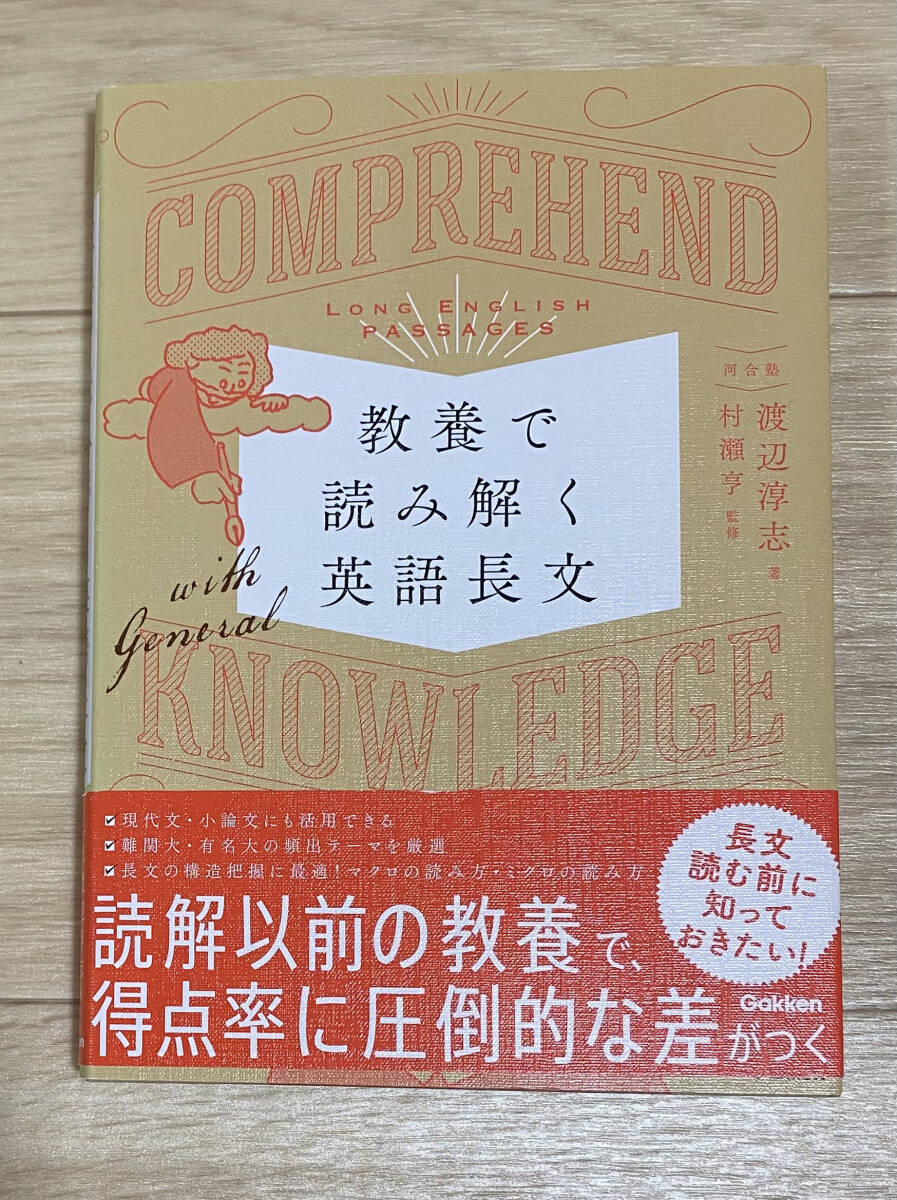 COMPREHEND
LONG ENGLISH
PASSAGES
教養で
読み解く
英語長文
河合塾
渡辺淳志 著
村瀬亨 監修
with
General
KNOWLEDGE
現代文・小論文にも活用できる
難関大・有名大の頻出テーマを厳選
長文の構造把握に最適!マクロの読み方・ミクロの読み方
長文
読む前に
知って
おきたい!
読解以前の教養で、
得点率に圧倒的な差がつく
Gakken